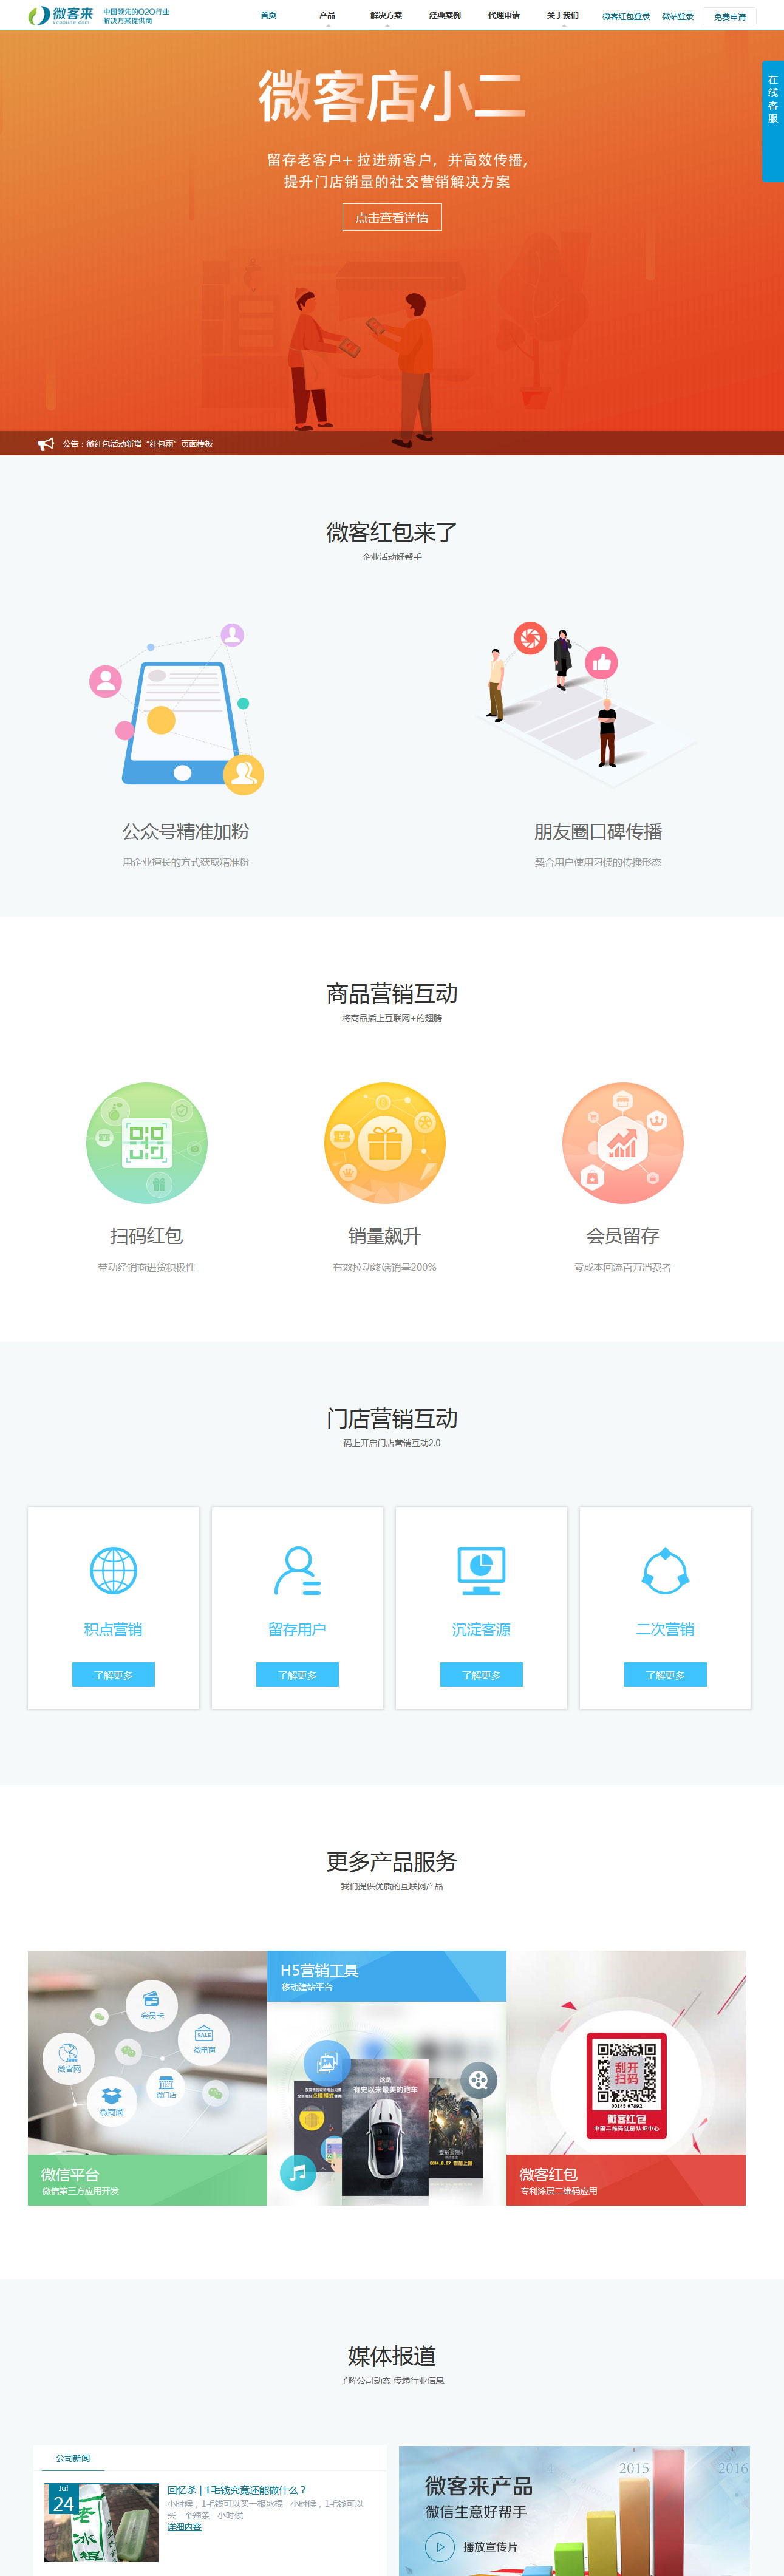 微客来
中国领先的O2O行业
解决方案提供商
首页
产品
解决方案
经典案例
代理申请
关于我们
微客红包登录
微站登录
免费申请
在线客服
微客店小二
留存老客户+ 拉进新客户，并高效传播，
提升门店销量的社交营销解决方案
点击查看详情
公告：微红包活动新增“红包雨”页面模板
微客红包来了
企业活动好帮手
公众号精准加粉
用企业擅长的方式获取精准粉
朋友圈口碑传播
契合用户使用习惯的传播形态
商品营销互动
将商品插上互联网+的翅膀
扫码红包
带动经销商进货积极性
销量飙升
有效拉动终端销量200%
会员留存
零成本回流百万消费者
门店营销互动
码上开启门店营销互动2.0
积点营销
了解更多
留存用户
了解更多
沉淀客源
了解更多
二次营销
了解更多
更多产品服务
我们提供优质的互联网产品
会员卡
SALE
微电商
微官网
微门店
微商圈
微信平台
微信第三方应用开发
H5营销工具
移动建站平台
这是
有史以来最美的跑车
刮开
扫码
00145 07892
微客红包
中国二维码注册认证中心
微客红包
专利涂层二维码应用
媒体报道
了解公司动态 传递行业信息
公司新闻
Jul
24
老冰棍
回忆杀 | 1毛钱究竟还能做什么？
小时候，1毛钱可以买一根冰棍 小时候，1毛钱可以
买一个辣条 小时候
详细内容
微客来产品
微信生意好帮手
播放宣传片
2015
2016